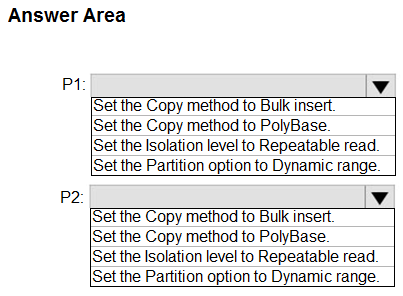 Answer Area
P1:
Set the Copy method to Bulk insert.
Set the Copy method to PolyBase.
Set the Isolation level to Repeatable read.
Set the Partition option to Dynamic range.
P2:
Set the Copy method to Bulk insert.
Set the Copy method to PolyBase.
Set the Isolation level to Repeatable read.
Set the Partition option to Dynamic range.